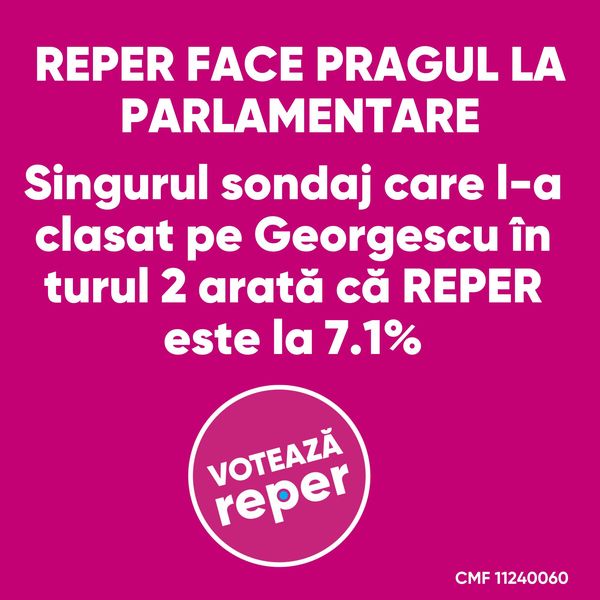 REPER FACE PRAGUL LA
PARLAMENTARE
Singurul sondaj care l-a
clasat pe Georgescu în
turul 2 arată că REPER
este la 7.1%
VOTEAZĂ
reper
CMF 11240060